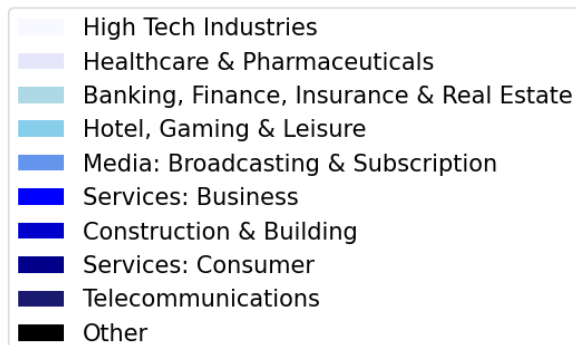 High Tech Industries
Healthcare & Pharmaceuticals
Banking, Finance, Insurance & Real Estate
Hotel, Gaming & Leisure
Media: Broadcasting & Subscription
Services: Business
Construction & Building
Services: Consumer
Telecommunications
Other